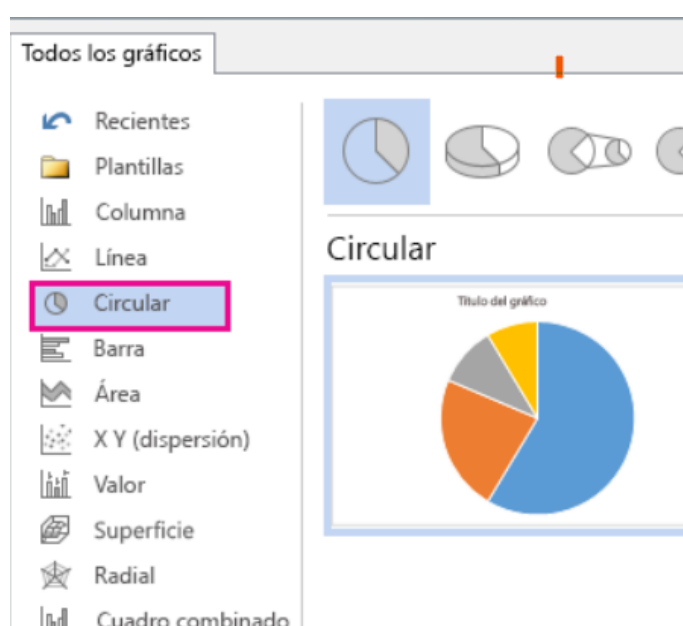 Todos los gráficos
Recientes
Plantillas
Columna
Línea
Circular
Barra
Área
X Y (dispersión)
Valor
Superficie
Radial
Cuadro combinado
Circular
Título del gráfico